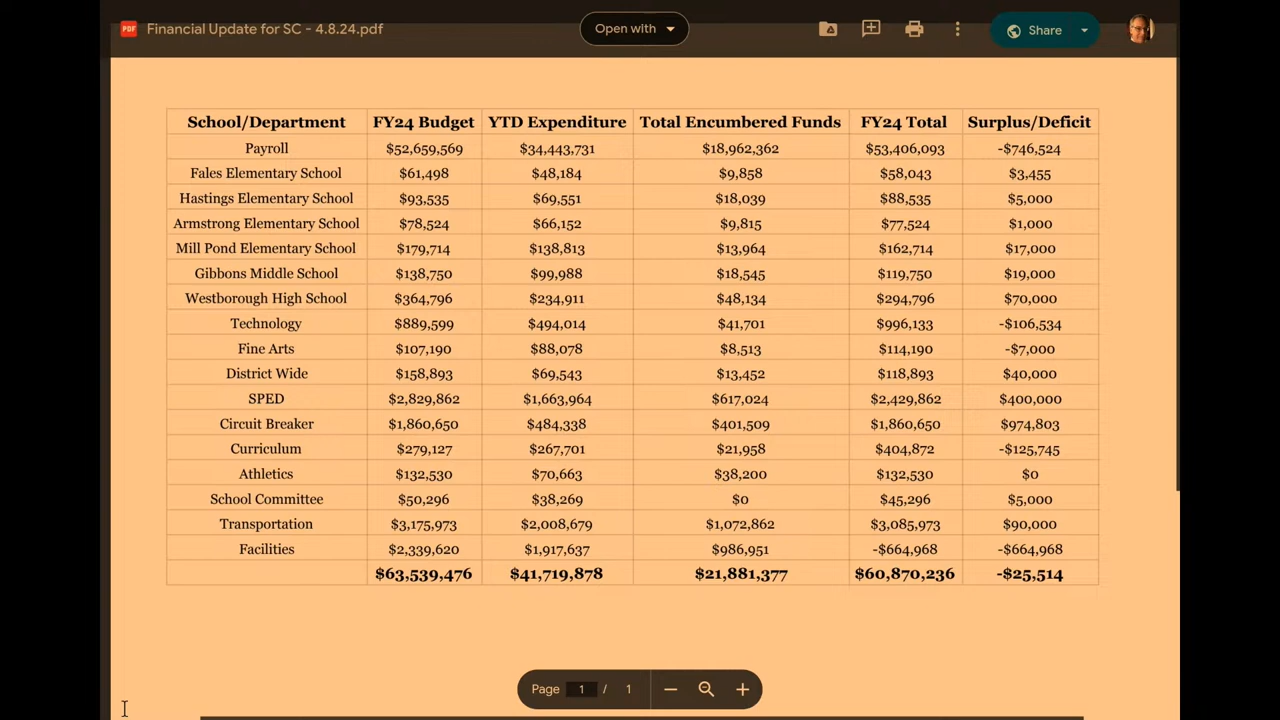 PDF Financial Update for SC - 4.8.24.pdf Open with Share
School/Department FY24 Budget YTD Expenditure Total Encumbered Funds FY24 Total Surplus/Deficit
Payroll $52,659,569 $34,443,731 $18,962,362 $53,406,093 -$746,524
Fales Elementary School $61,498 $48,184 $9,858 $58,043 $3,455
Hastings Elementary School $93,535 $69,551 $18,039 $88,535 $5,000
Armstrong Elementary School $78,524 $66,152 $9,815 $77,524 $1,000
Mill Pond Elementary School $179,714 $138,813 $13,964 $162,714 $17,000
Gibbons Middle School $138,750 $99,988 $18,545 $119,750 $19,000
Westborough High School $364,796 $234,911 $48,134 $294,796 $70,000
Technology $889,599 $494,014 $41,701 $996,133 -$106,534
Fine Arts $107,190 $88,078 $8,513 $114,190 -$7,000
District Wide $158,893 $69,543 $13,452 $118,893 $40,000
SPED $2,829,862 $1,663,964 $617,024 $2,429,862 $400,000
Circuit Breaker $1,860,650 $484,338 $401,509 $1,860,650 $974,803
Curriculum $279,127 $267,701 $21,958 $404,872 -$125,745
Athletics $132,530 $70,663 $38,200 $132,530 $0
School Committee $50,296 $38,269 $0 $45,296 $5,000
Transportation $3,175,973 $2,008,679 $1,072,862 $3,085,973 $90,000
Facilities $2,339,620 $1,917,637 $986,951 -$664,968 -$664,968
$63,539,476 $41,719,878 $21,881,377 $60,870,236 -$25,514
Page 1 / 1